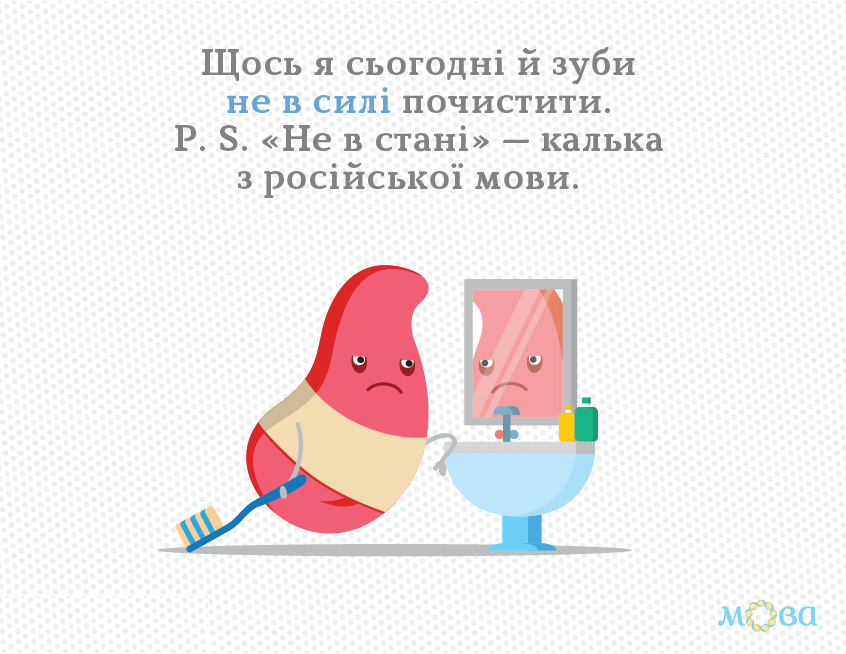 Щось я сьогодні й зуби
не в силі почистити.
P. S. «Не в стані» — калька
з російської мови.
мова